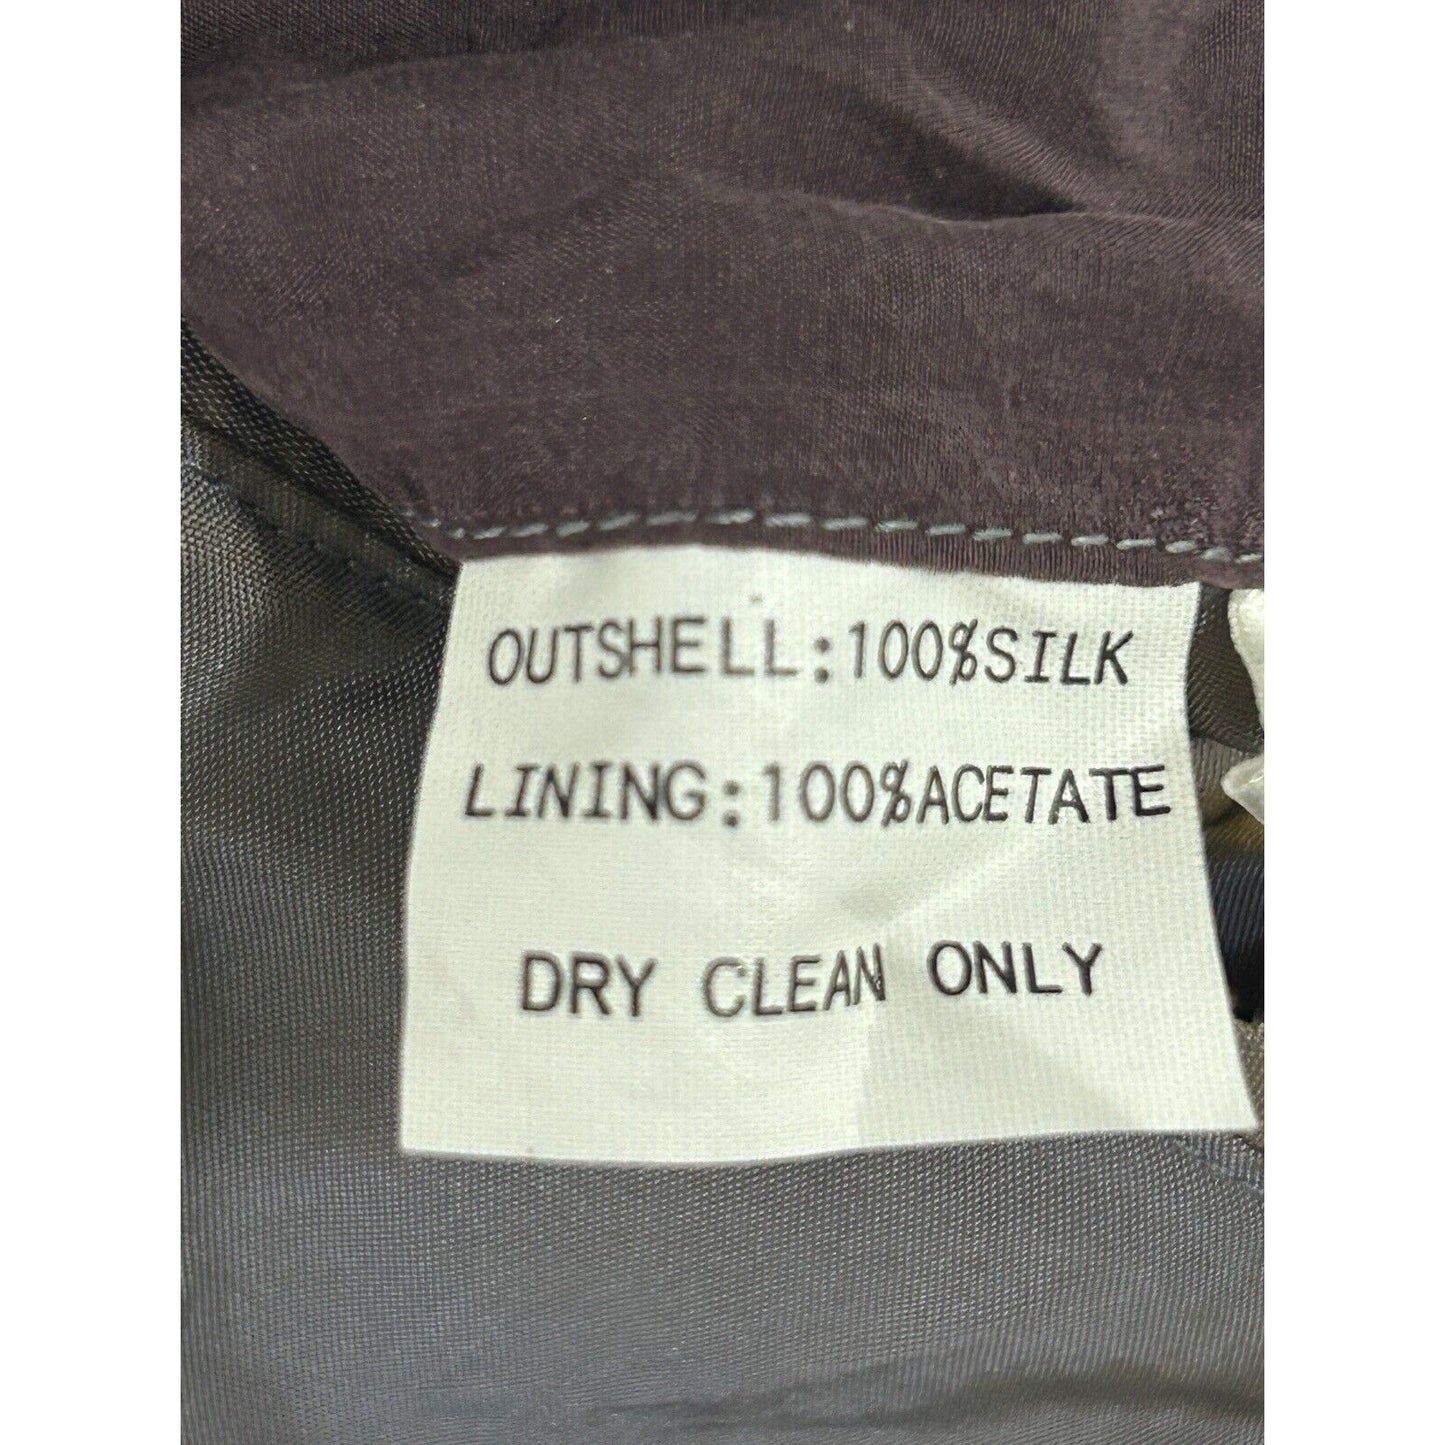 OUTSHELL:100%SILK
LINING:100%ACETATE
DRY CLEAN ONLY